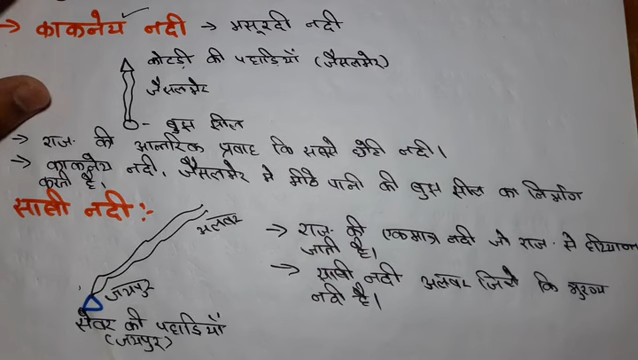 → काकनेय नदी → मसूरदी नदी
कोटड़ी की पहाड़ियाँ (जैसलमेर)
जैसलमेर
बुझ झील
→ राज. की आन्तरिक प्रवाह कि सबसे छोटी नदी।
→ काकनेय नदी, जैसलमेर मे मीठे पानी की बुझ झील का निर्माण
करती है।
साबी नदी :-
अलवर
→ राज. की एकमात्र नदी जो राज. से हरियाणा
जाती है।
जयपुर
→ साबी नदी अलवर जिले कि मुख्य
नदी है।
सेवर की पहाड़ियाँ
(जयपुर)